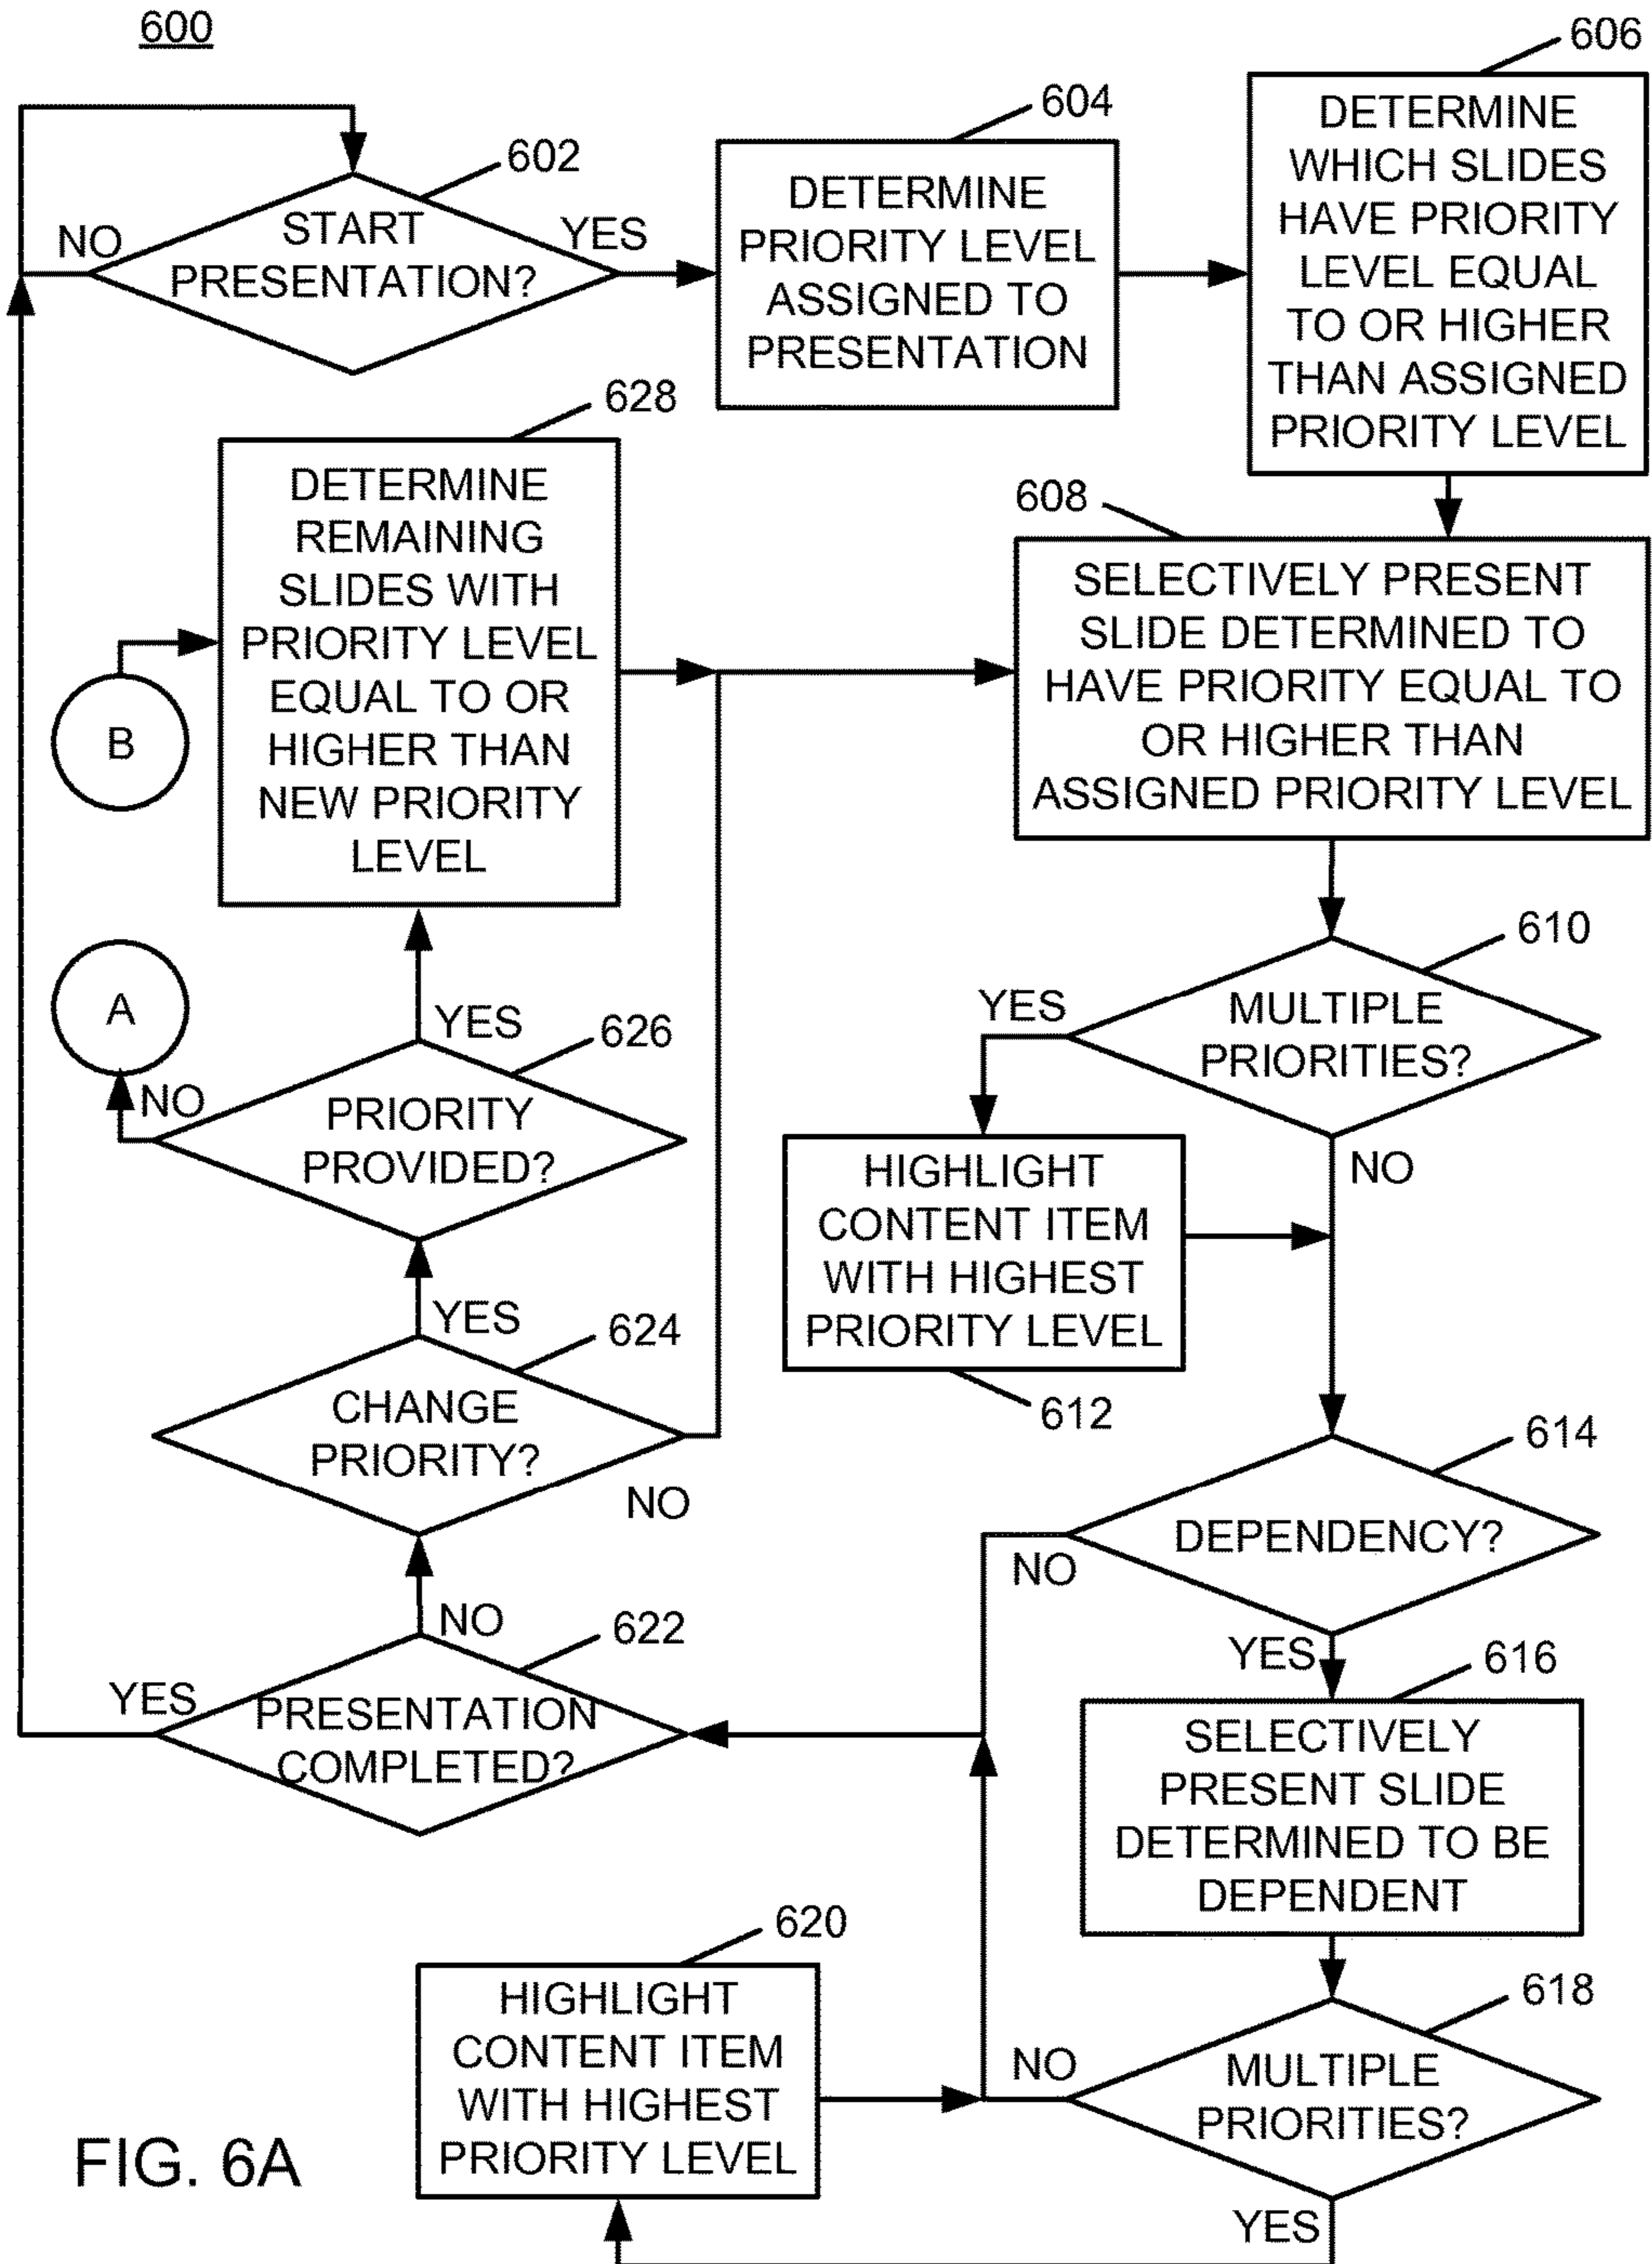 600
606
604
DETERMINE
WHICH SLIDES
HAVE PRIORITY
LEVEL EQUAL
TO OR HIGHER
THAN ASSIGNED
PRIORITY LEVEL
602
START
PRESENTATION?
NO
YES
DETERMINE
PRIORITY LEVEL
ASSIGNED TO
PRESENTATION
628
DETERMINE
REMAINING
SLIDES WITH
PRIORITY LEVEL
EQUAL TO OR
HIGHER THAN
NEW PRIORITY
LEVEL
608
SELECTIVELY PRESENT
SLIDE DETERMINED TO
HAVE PRIORITY EQUAL TO
OR HIGHER THAN
ASSIGNED PRIORITY LEVEL
B
A
610
MULTIPLE
PRIORITIES?
YES
NO
YES
626
NO
PRIORITY
PROVIDED?
HIGHLIGHT
CONTENT ITEM
WITH HIGHEST
PRIORITY LEVEL
612
YES
624
CHANGE
PRIORITY?
NO
614
DEPENDENCY?
NO
YES
NO
622
YES
PRESENTATION
COMPLETED?
616
SELECTIVELY
PRESENT SLIDE
DETERMINED TO BE
DEPENDENT
620
HIGHLIGHT
CONTENT ITEM
WITH HIGHEST
PRIORITY LEVEL
618
NO
MULTIPLE
PRIORITIES?
YES
FIG. 6A